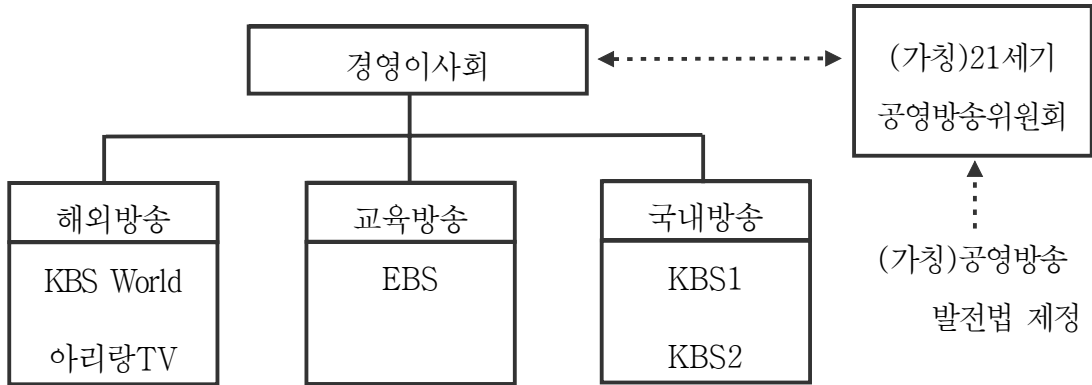 경영이사회
(가칭)21세기
공영방송위원회
해외방송
KBS World
아리랑TV
교육방송
EBS
국내방송
KBS1
KBS2
(가칭)공영방송
발전법 제정